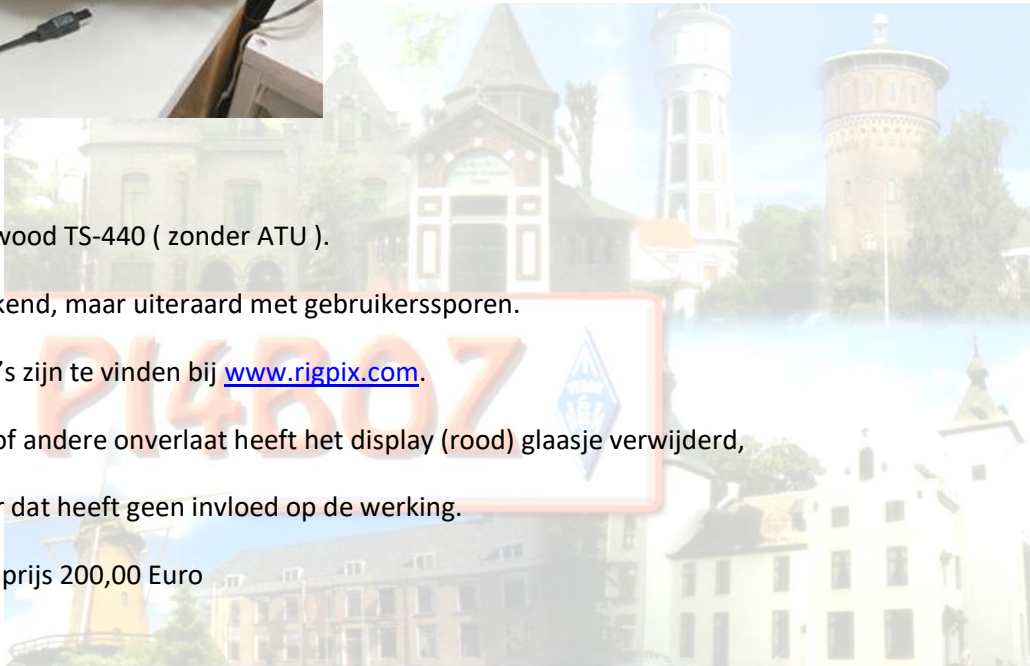 wood TS-440 ( zonder ATU ).
kend, maar uiteraard met gebruikerssporen.
’s zijn te vinden bij www.rigpix.com.
of andere onverlaat heeft het display (rood) glaasje verwijderd,
r dat heeft geen invloed op de werking.
prijs 200,00 Euro
PI4BOZ